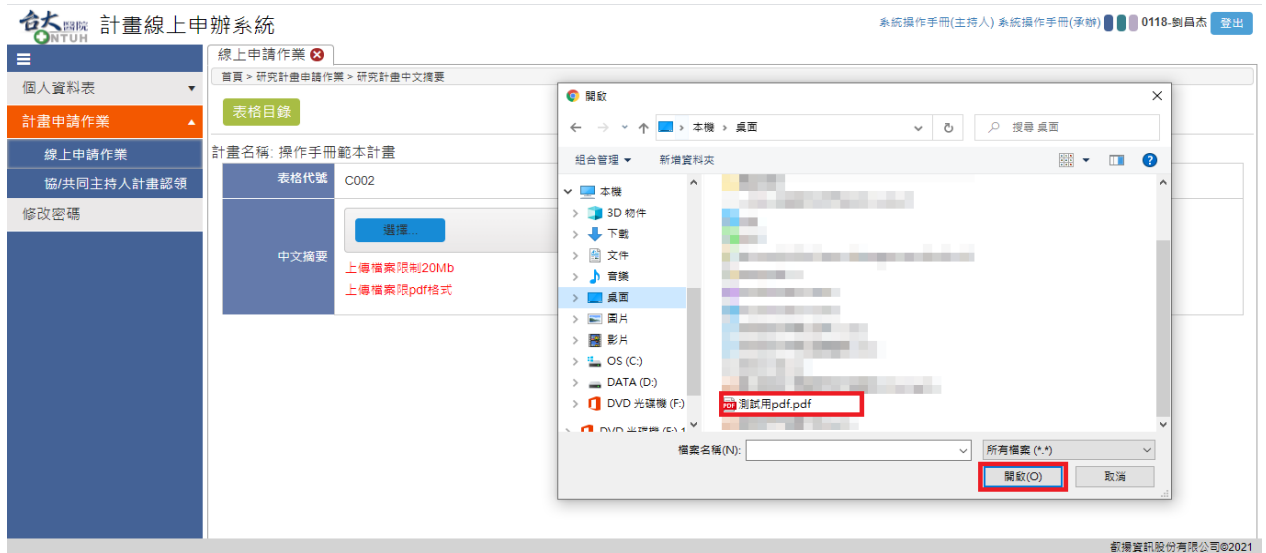 台大醫院 NTUH 計畫線上申辦系統
系統操作手冊(主持人) 系統操作手冊(承辦) 0118-劉昌杰 登出
線上申請作業
個人資料表
計畫申請作業
線上申請作業
協/共同主持人計畫認領
修改密碼
首頁 > 研究計畫申請作業 > 研究計畫中文摘要
表格目錄
計畫名稱: 操作手冊範本計畫
表格代號 C002
中文摘要
選擇...
上傳檔案限制20Mb
上傳檔案限pdf格式
開啟
本機 > 桌面
搜尋 桌面
組合管理 新增資料夾
本機
3D 物件
下載
文件
音樂
桌面
圖片
影片
OS (C:)
DATA (D:)
DVD 光碟機 (F:)
DVD 光碟機 (F:) 1
測試用pdf.pdf
檔案名稱(N): 所有檔案 (*.*)
開啟(O) 取消
叡揚資訊股份有限公司©2021